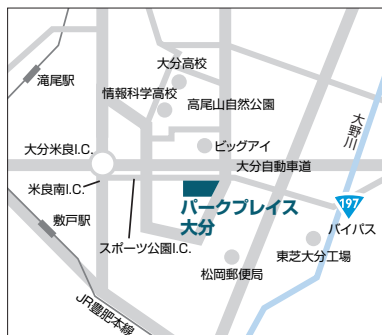 大分高校
滝尾駅
情報科学高校
高尾山自然公園
大野川
大分米良I.C.
ビッグアイ
大分自動車道
米良南I.C.
パークプレイス
大分
197
バイパス
敷戸駅
スポーツ公園I.C.
東芝大分工場
松岡郵便局
JR豊肥本線